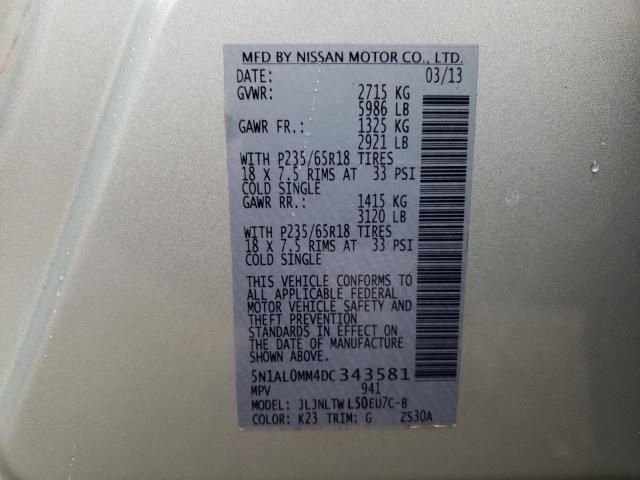 MFD BY NISSAN MOTOR CO., LTD.
DATE: 03/13
GVWR: 2715 KG
5986 LB
GAWR FR.: 1325 KG
2921 LB
WITH P235/65R18 TIRES
18 X 7.5 RIMS AT 33 PSI
COLD SINGLE
GAWR RR.: 1415 KG
3120 LB
WITH P235/65R18 TIRES
18 X 7.5 RIMS AT 33 PSI
COLD SINGLE
THIS VEHICLE CONFORMS TO
ALL APPLICABLE FEDERAL
MOTOR VEHICLE SAFETY AND
THEFT PREVENTION
STANDARDS IN EFFECT ON
THE DATE OF MANUFACTURE
SHOWN ABOVE.
5N1AL0MM4DC343581
MPV 941
MODEL: JLJNLTWL50EU7C-B
COLOR: K23 TRIM: G ZS30A